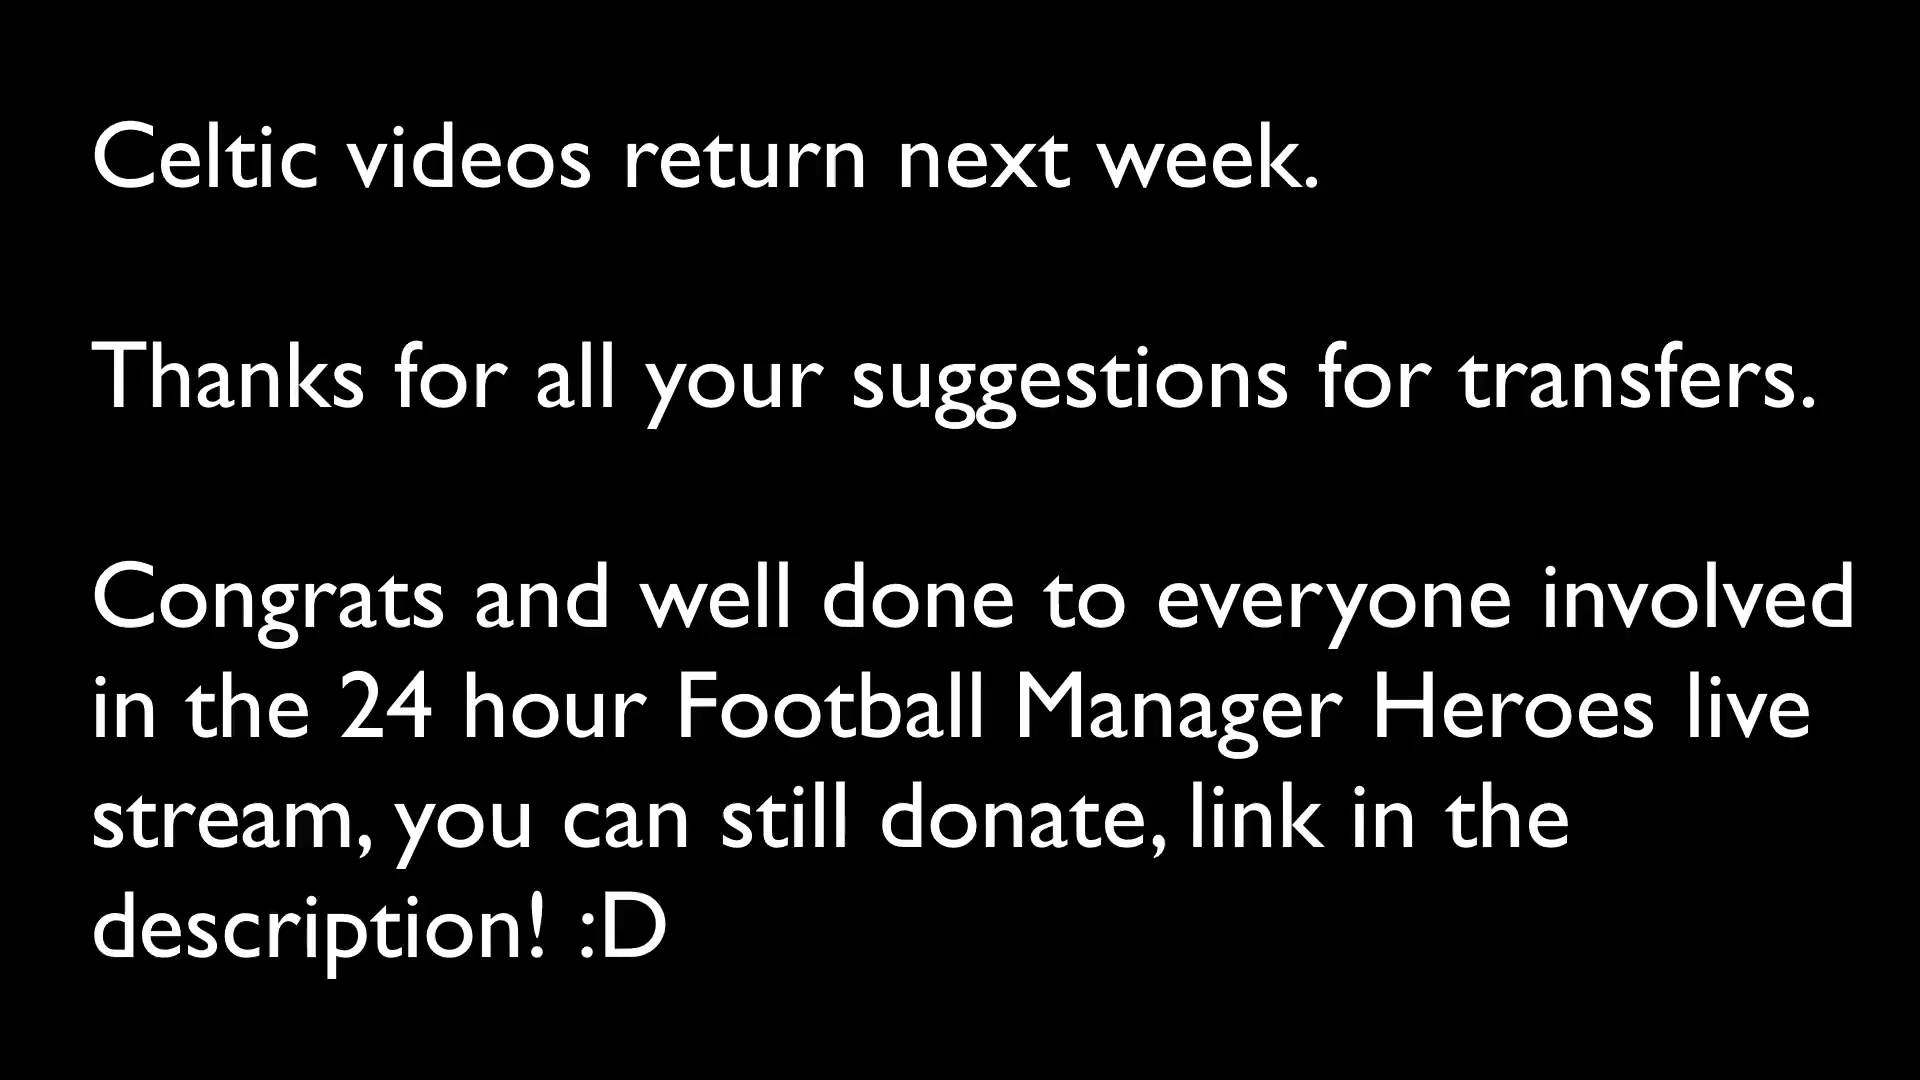 Celtic videos return next week.
Thanks for all your suggestions for transfers.
Congrats and well done to everyone involved
in the 24 hour Football Manager Heroes live
stream, you can still donate, link in the
description! :D